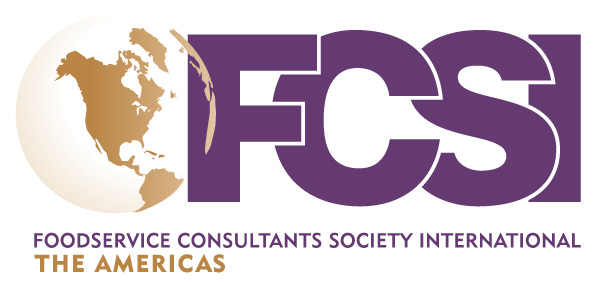 FCSI
FOODSERVICE CONSULTANTS SOCIETY INTERNATIONAL
THE AMERICAS